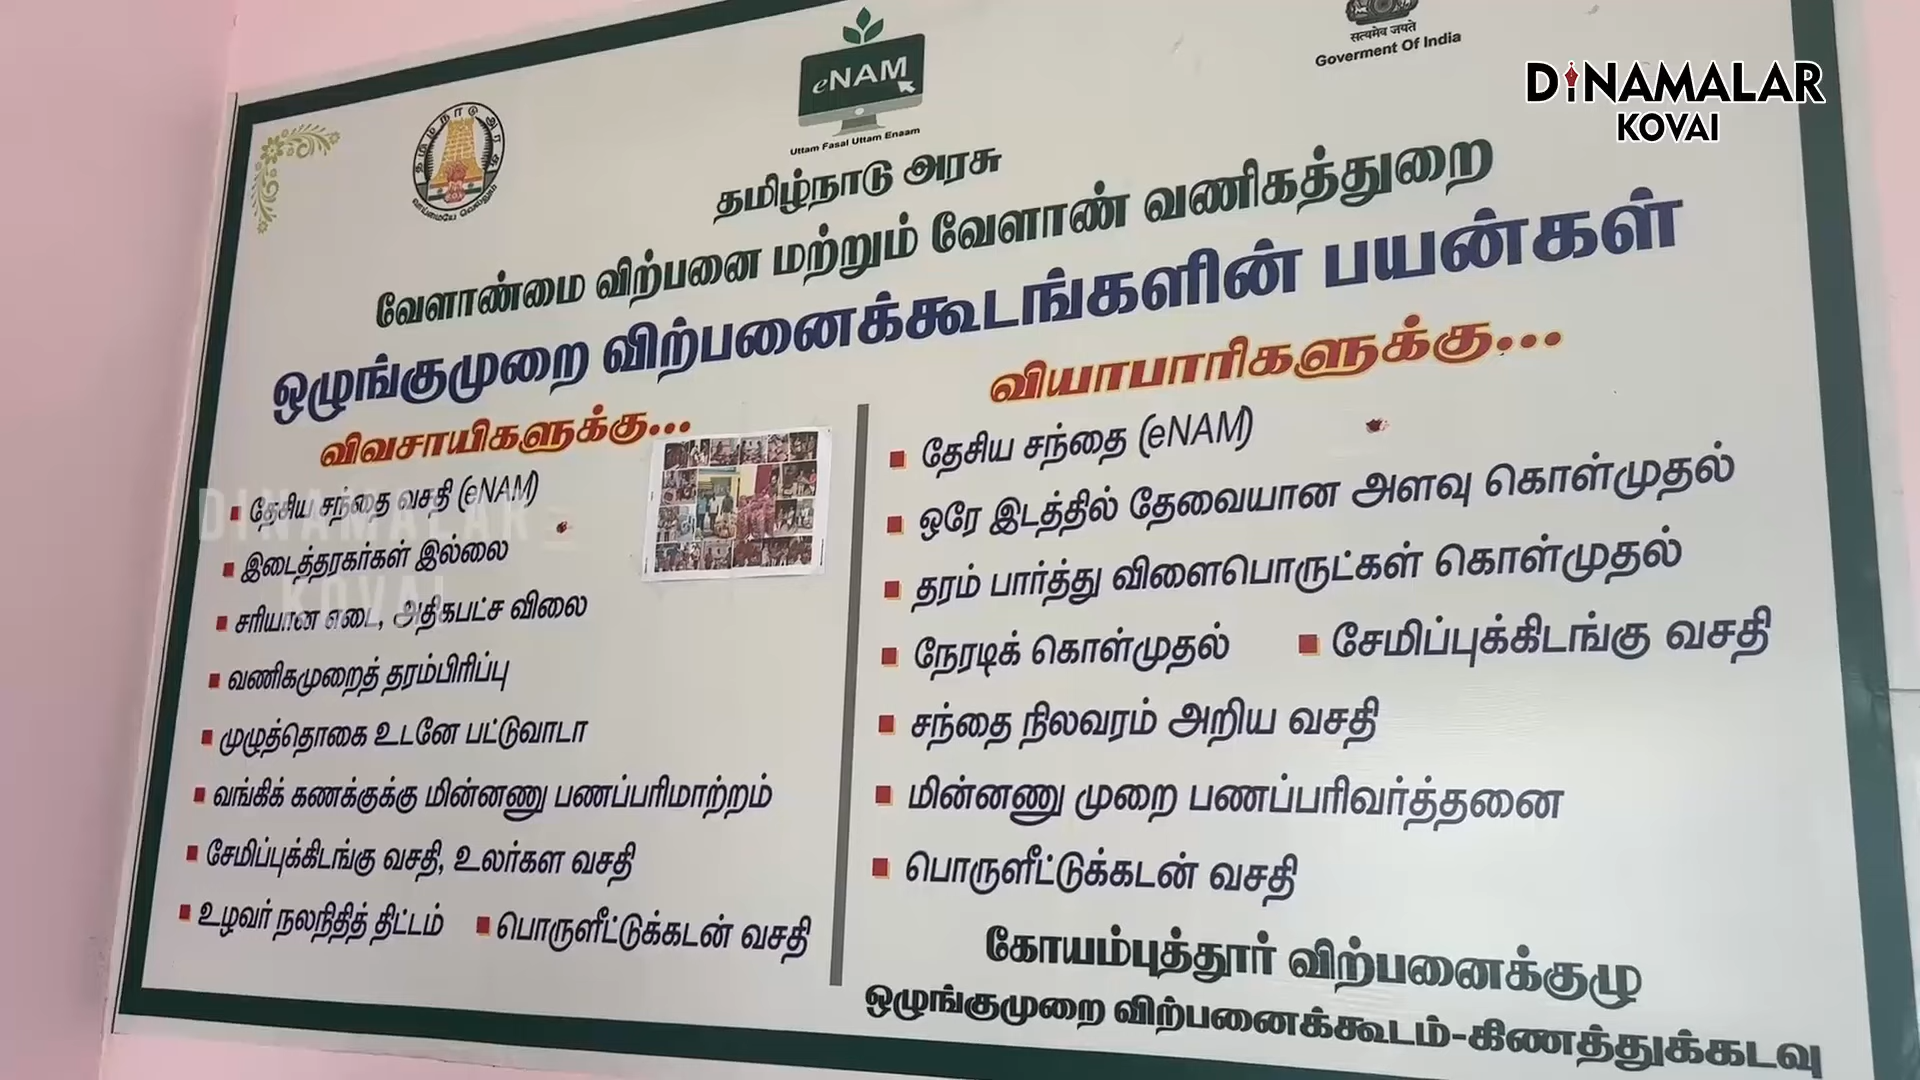 eNAM
Uttam Fasal Uttam Enaam
सत्यमेव जयते
Goverment Of India
DINAMALAR
KOVAI
தமிழ்நாடு அரசு
வாய்மையே வெல்லும்
தமிழ்நாடு அரசு
வேளாண்மை விற்பனை மற்றும் வேளாண் வணிகத்துறை
ஒழுங்குமுறை விற்பனைக்கூடங்களின் பயன்கள்
விவசாயிகளுக்கு...
தேசிய சந்தை வசதி (eNAM)
இடைத்தரகர்கள் இல்லை
சரியான எடை, அதிகபட்ச விலை
வணிகமுறைத் தரம்பிரிப்பு
முழுத்தொகை உடனே பட்டுவாடா
வங்கிக் கணக்குக்கு மின்னணு பணப்பரிமாற்றம்
சேமிப்புக்கிடங்கு வசதி, உலர்கள வசதி
உழவர் நலநிதித் திட்டம் பொருளீட்டுக்கடன் வசதி
DINAMALAR
KOVAI
வியாபாரிகளுக்கு...
தேசிய சந்தை (eNAM)
ஒரே இடத்தில் தேவையான அளவு கொள்முதல்
தரம் பார்த்து விளைபொருட்கள் கொள்முதல்
நேரடிக் கொள்முதல் சேமிப்புக்கிடங்கு வசதி
சந்தை நிலவரம் அறிய வசதி
மின்னணு முறை பணப்பரிவர்த்தனை
பொருளீட்டுக்கடன் வசதி
கோயம்புத்தூர் விற்பனைக்குழு
ஒழுங்குமுறை விற்பனைக்கூடம்-கிணத்துக்கடவு